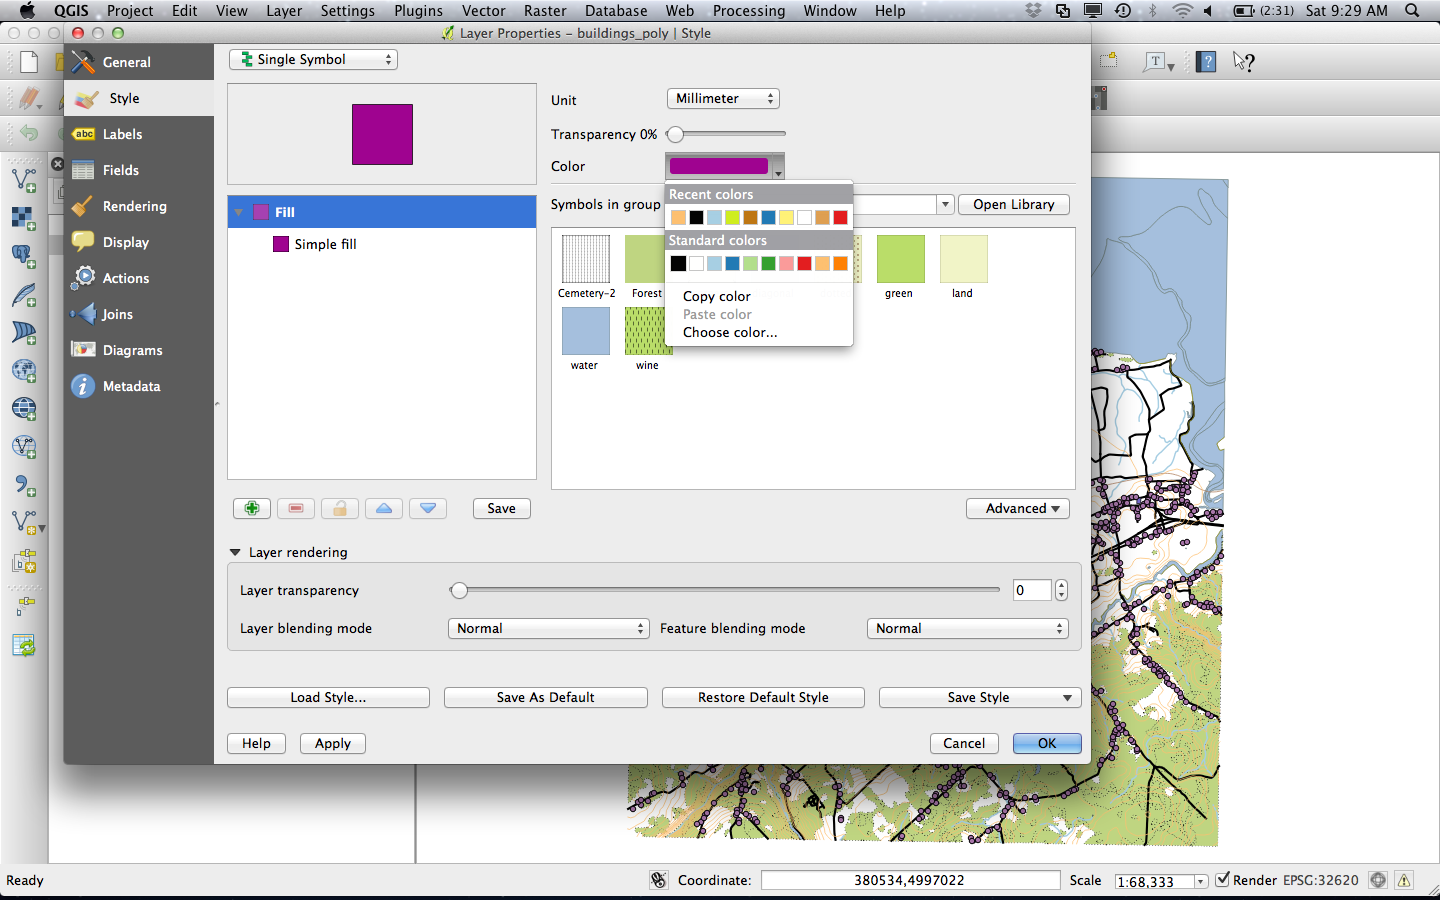 QGIS Project Edit View Layer Settings Plugins Vector Raster Database Web Processing Window Help (2:31) Sat 9:29 AM
Layer Properties - buildings_poly | Style
General
Style
abc Labels
Fields
Rendering
Display
Actions
Joins
Diagrams
Metadata
Single Symbol
Unit Millimeter
Transparency 0%
Color
Recent colors
Standard colors
Copy color
Paste color
Choose color...
Fill
Simple fill
Symbols in group Open Library
Cemetery-2 Forest green land
water wine
Save Advanced
Layer rendering
Layer transparency 0
Layer blending mode Normal Feature blending mode Normal
Load Style... Save As Default Restore Default Style Save Style
Help Apply Cancel OK
Ready Coordinate: 380534,4997022 Scale 1:68,333 Render EPSG:32620